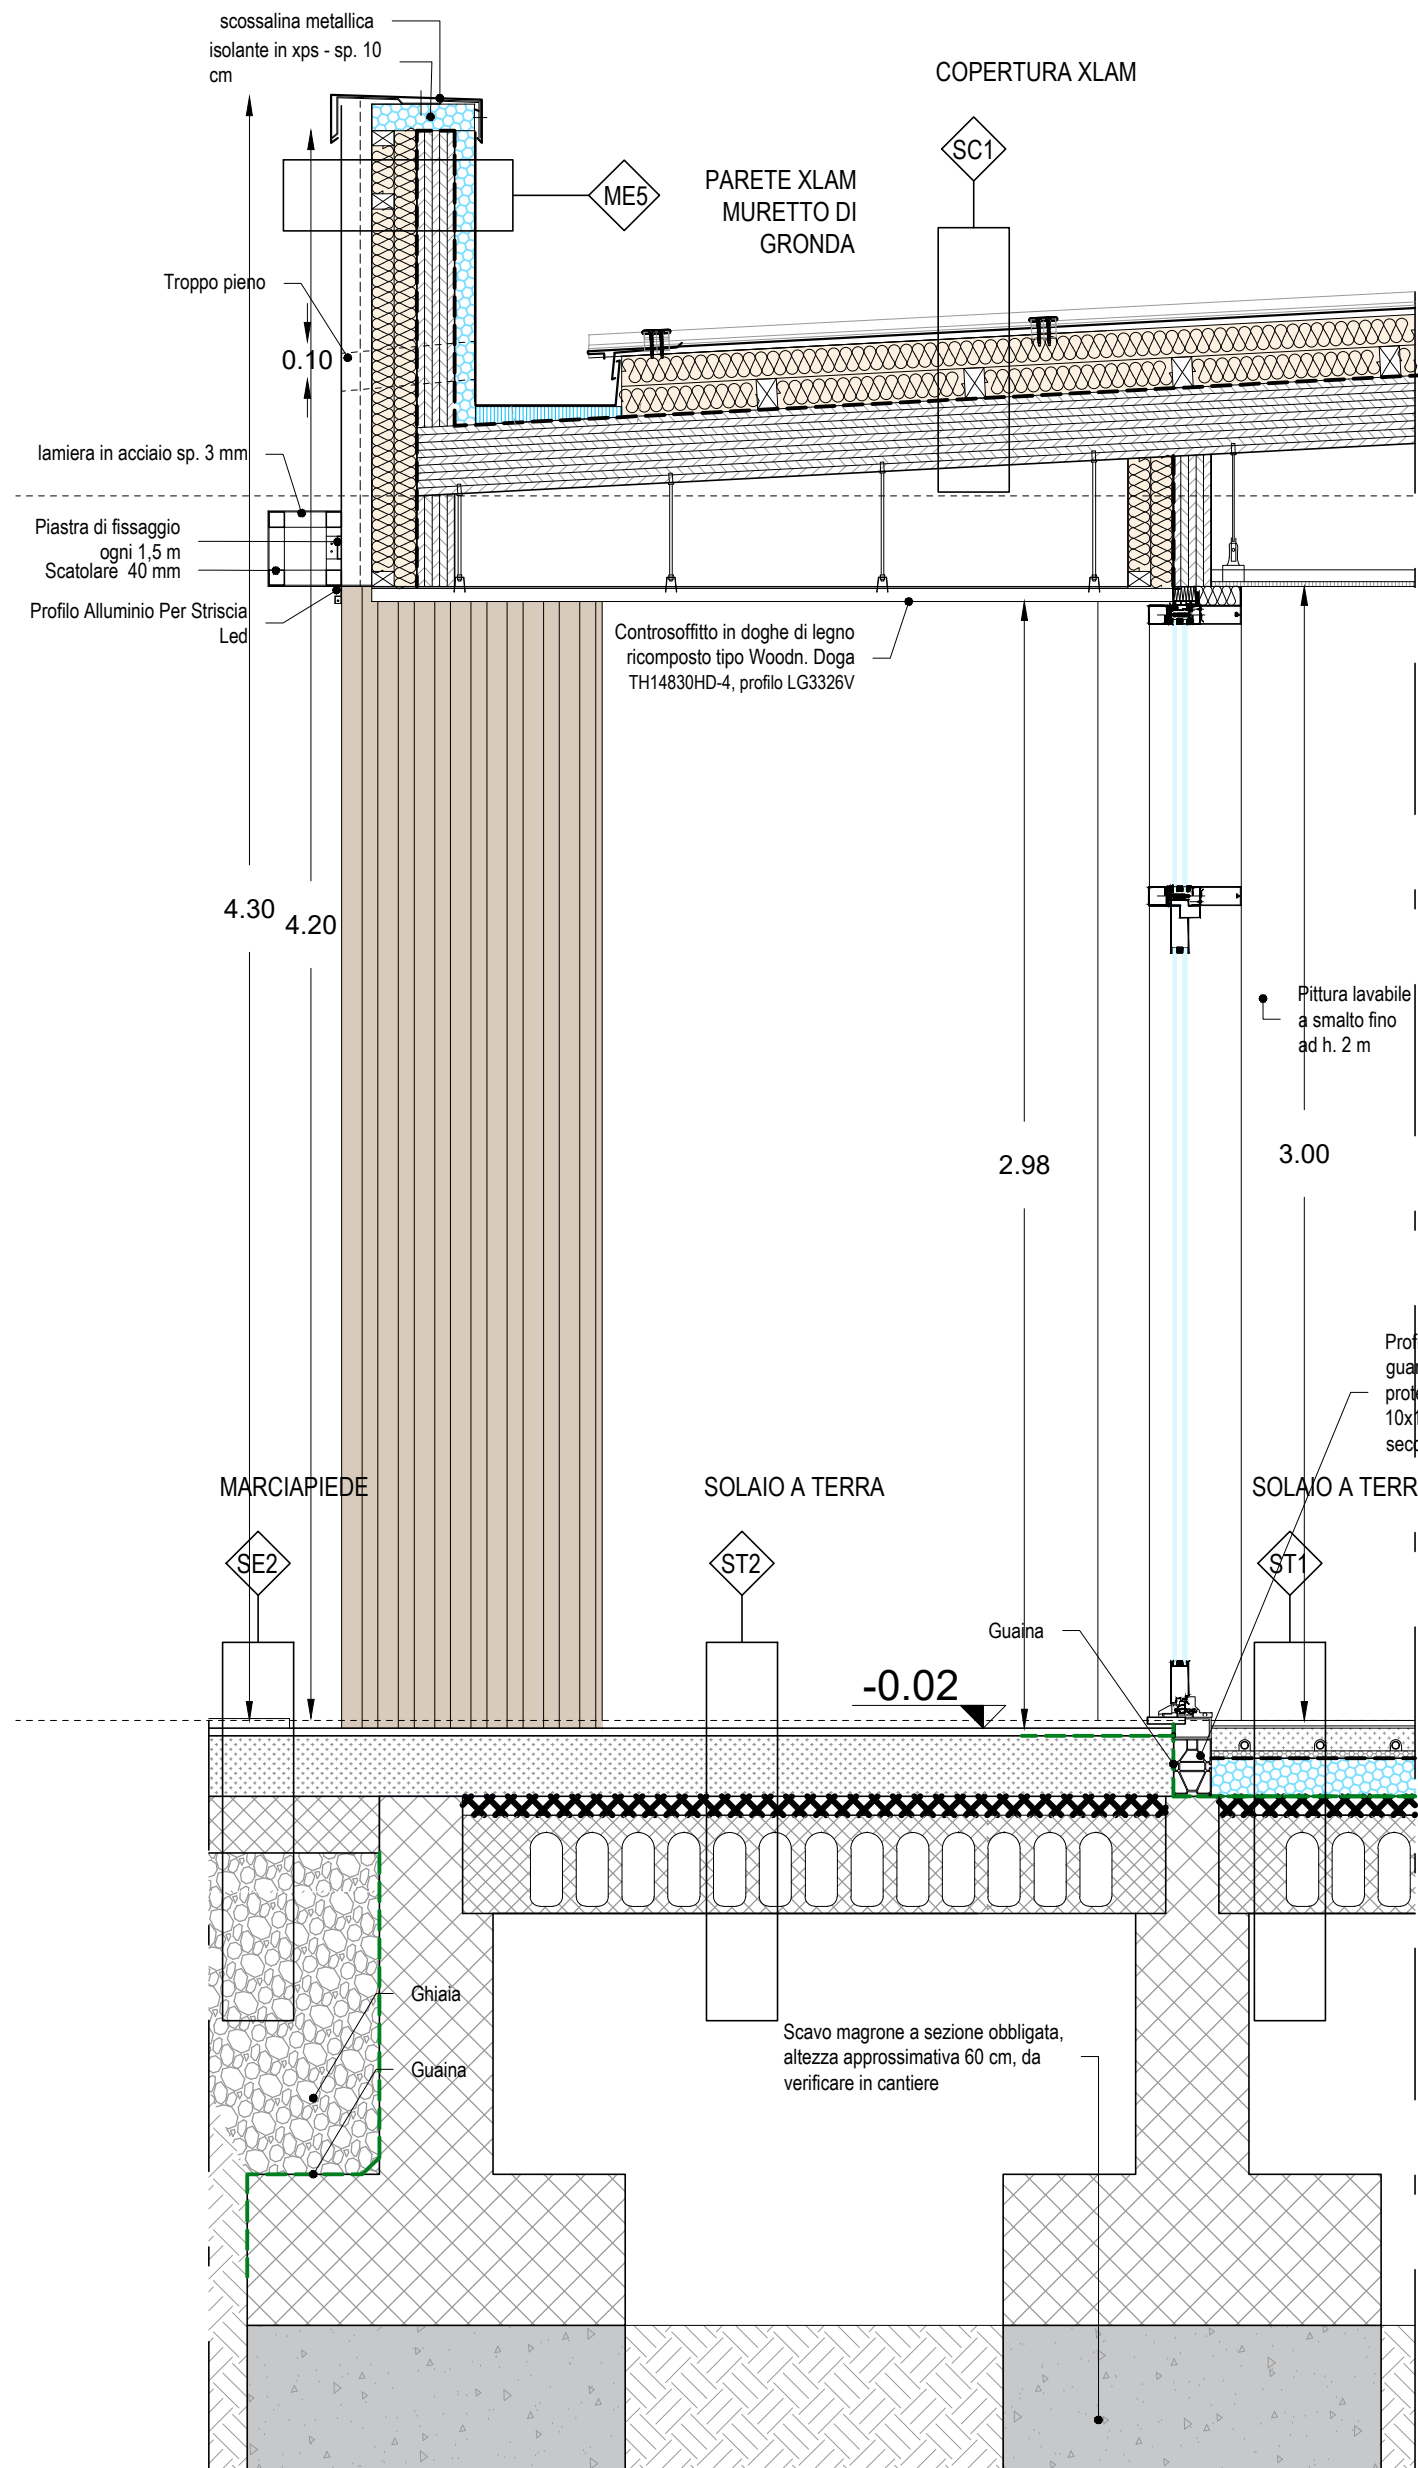 scossalina metallica
isolante in xps - sp. 10
cm
COPERTURA XLAM
SC1
PARETE XLAM
MURETTO DI
GRONDA
ME5
Troppo pieno
0.10
lamiera in acciaio sp. 3 mm
Piastra di fissaggio
ogni 1,5 m
Scatolare 40 mm
Profilo Alluminio Per Striscia
Led
Controsoffitto in doghe di legno
ricomposto tipo Woodn. Doga
TH14830HD-4, profilo LG3326V
4.30
4.20
Pittura lavabile
a smalto fino
ad h. 2 m
2.98
3.00
MARCIAPIEDE
SOLAIO A TERRA
SOLAIO A TERR
SE2
ST2
ST1
Guaina
-0.02
Ghiaia
Guaina
Scavo magrone a sezione obbligata,
altezza approssimativa 60 cm, da
verificare in cantiere